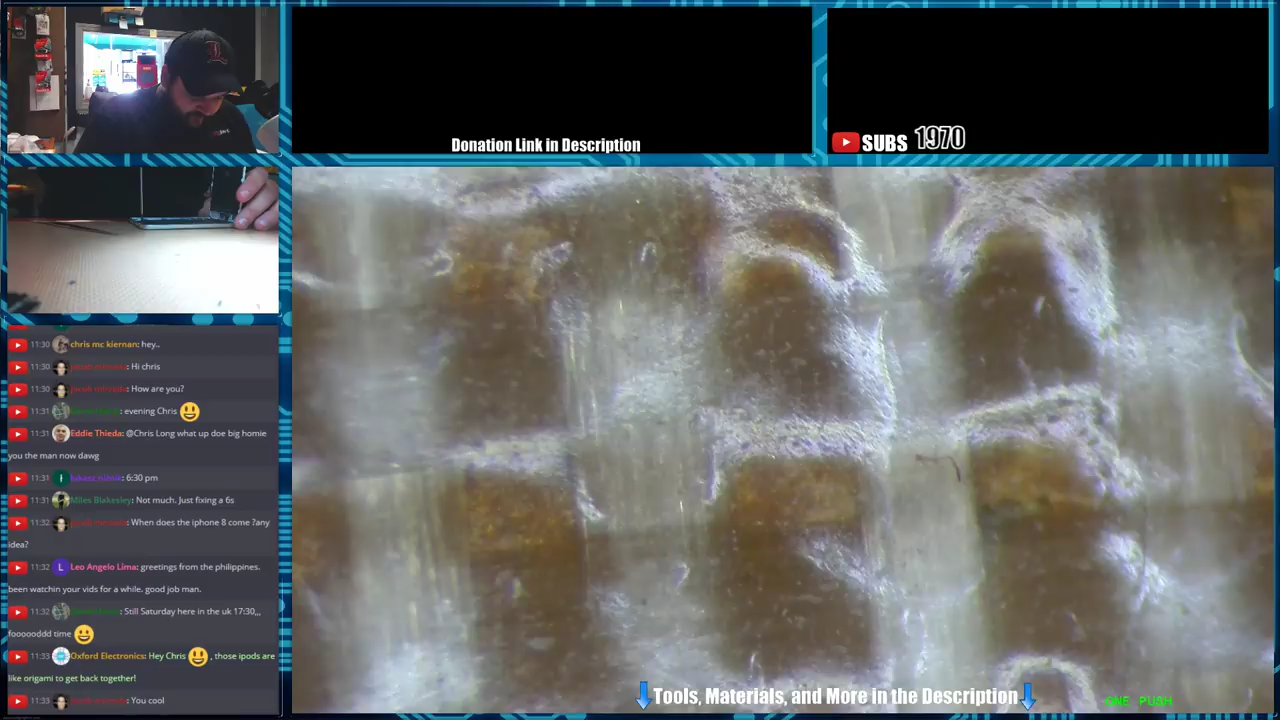 Donation Link in Description
SUBS 1970
11:30 chris mc kiernan: hey..
11:30 Hi chris
11:30 How are you?
11:31 evening Chris
11:31 Eddie Thieda: @Chris Long what up doe big homie
you the man now dawg
11:31 6:30 pm
11:31 Miles Blakesley: Not much. Just fixing a 6s
11:32 When does the iphone 8 come ?any
idea?
11:32 L Leo Angelo Lima: greetings from the philippines.
been watchin your vids for a while. good job man.
11:32 Still Saturday here in the uk 17:30,,,
foooooddd time
11:33 Oxford Electronics: Hey Chris , those ipods are
like origami to get back together!
11:33 You cool
Tools, Materials, and More in the Description
ONE PUSH